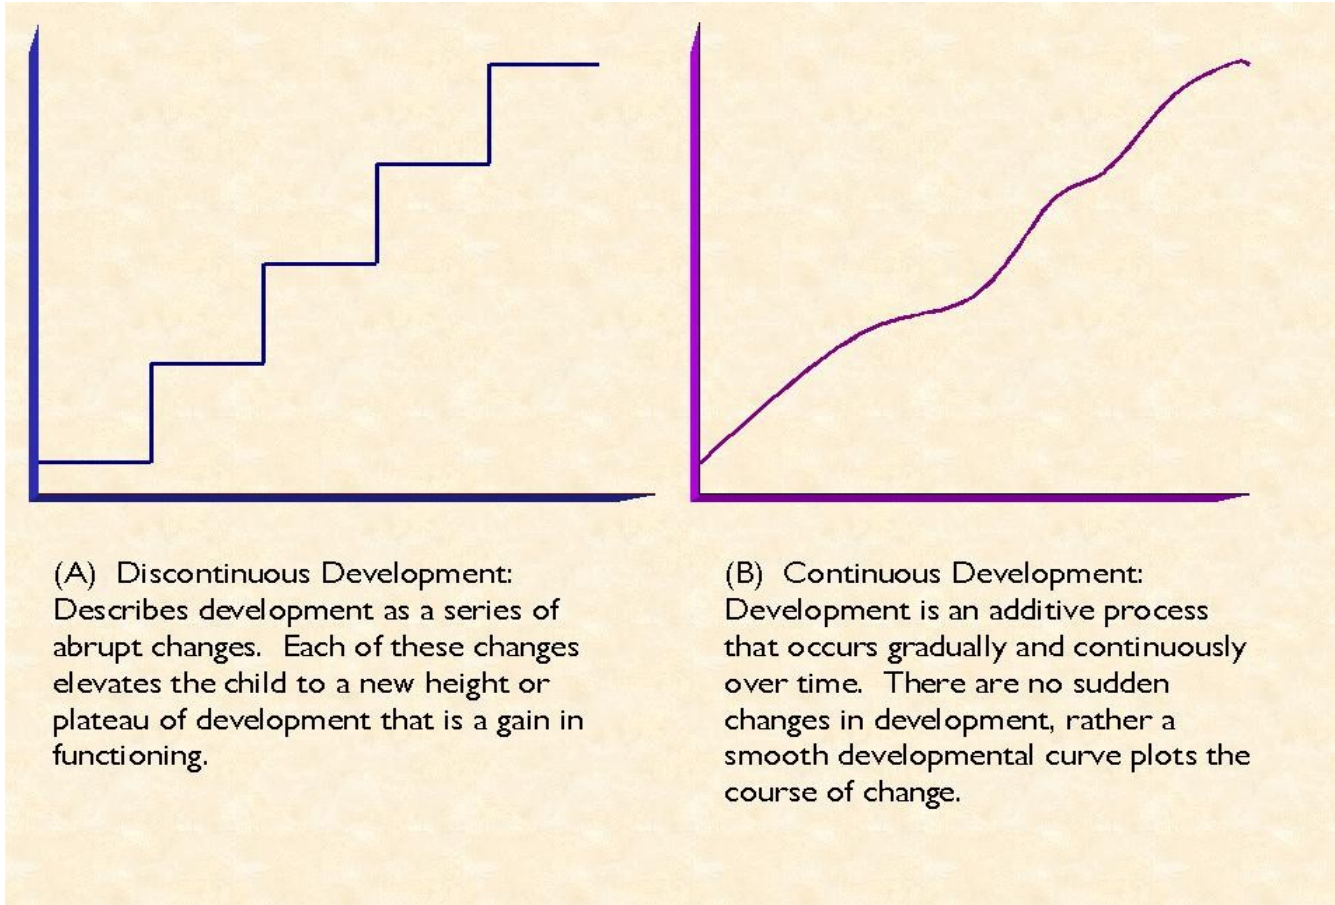 (A)  Discontinuous Development:
Describes development as a series of
abrupt changes.  Each of these changes
elevates the child to a new height or
plateau of development that is a gain in
functioning.
(B)  Continuous Development:
Development is an additive process
that occurs gradually and continuously
over time.  There are no sudden
changes in development, rather a
smooth developmental curve plots the
course of change.